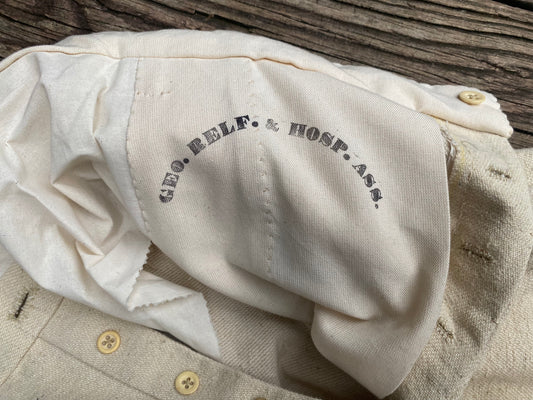 GEO. RELF. & HOSP. ASS.